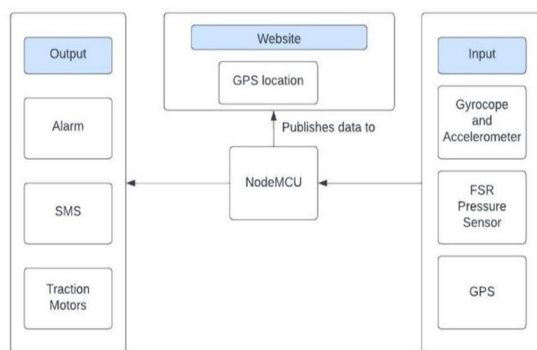 Output
Alarm
SMS
Traction
Motors
Website
GPS location
Publishes data to
NodeMCU
Input
Gyrocope
and
Accelerometer
FSR
Pressure
Sensor
GPS